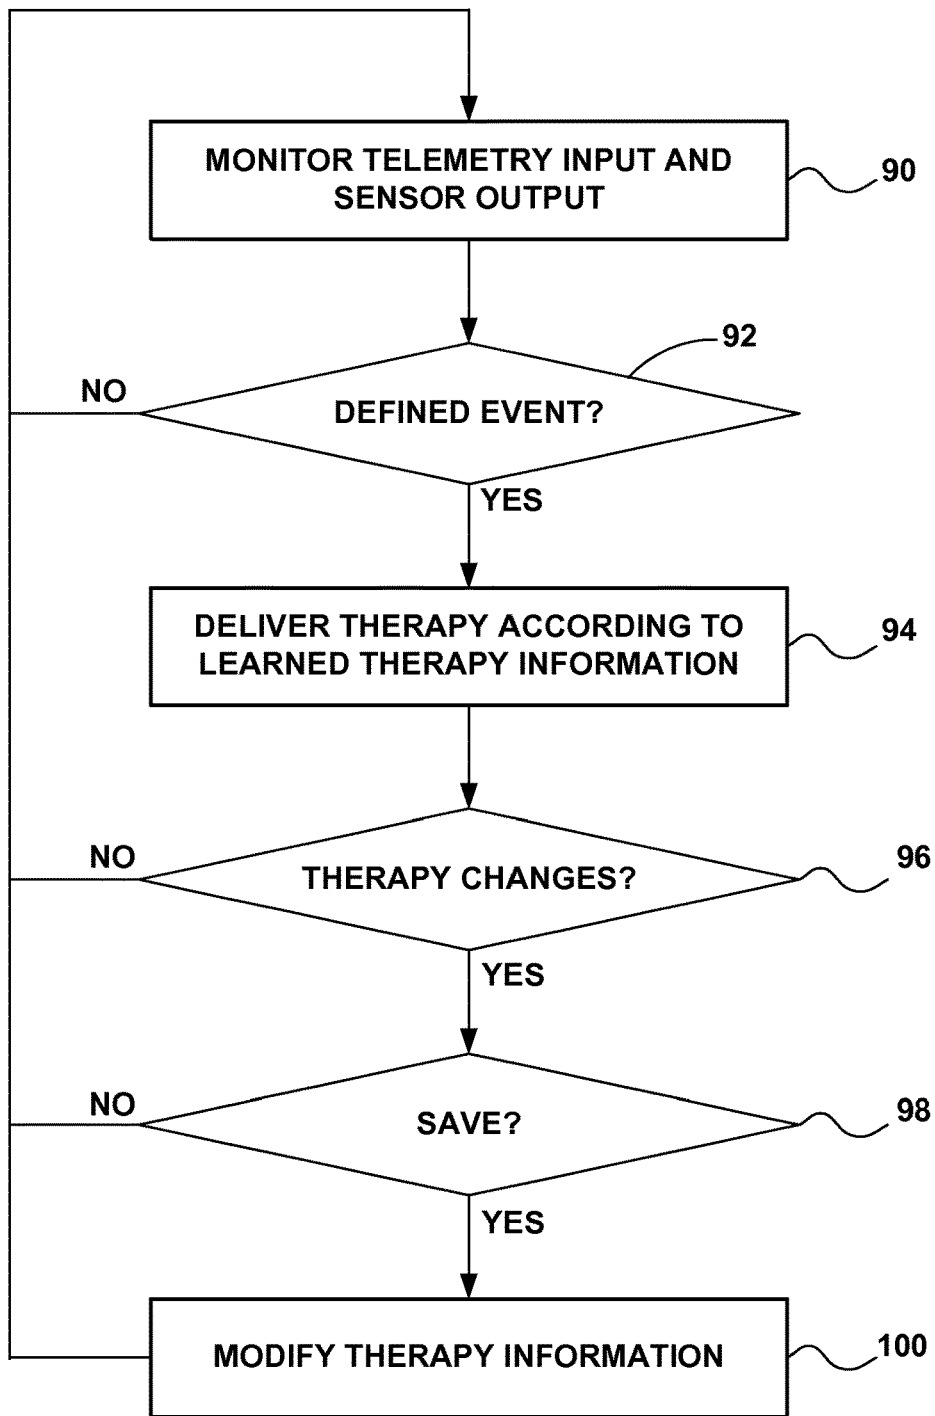 MONITOR TELEMETRY INPUT AND
SENSOR OUTPUT
90
92
NO
DEFINED EVENT?
YES
DELIVER THERAPY ACCORDING TO
LEARNED THERAPY INFORMATION
94
NO
THERAPY CHANGES?
96
YES
NO
SAVE?
98
YES
MODIFY THERAPY INFORMATION
100